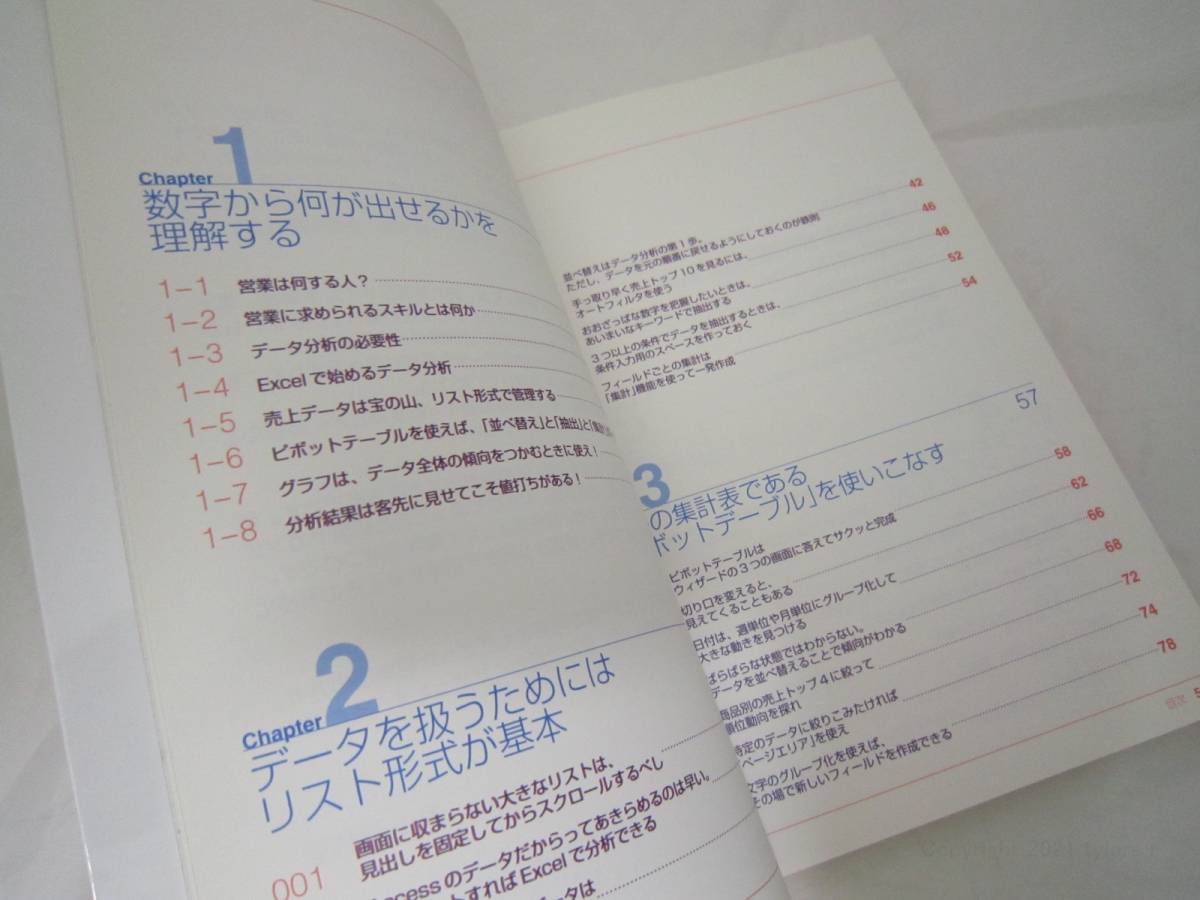 Chapter 1
数字から何が出せるかを
理解する
1-1 営業は何する人？
1-2 営業に求められるスキルとは何か
1-3 データ分析の必要性
1-4 Excelで始めるデータ分析
1-5 売上データは宝の山、リスト形式で管理する
1-6 ピボットテーブルを使えば、「並べ替え」と「抽出」と「集計」
1-7 グラフは、データ全体の傾向をつかむときに使え！
1-8 分析結果は客先に見せてこそ値打ちがある！
Chapter 2
データを扱うためには
リスト形式が基本
001 画面に収まらない大きなリストは、
見出しを固定してからスクロールするべし
ccessのデータだからってあきらめるのは早い。
トすればExcelで分析できる
データは
並べ替えはデータ分析の第1歩。
ただし、データを元の順番に戻せるようにしておくのが鉄則 42
手っ取り早く売上トップ10を見るには、
オートフィルタを使う 46
おおざっぱな数字を把握したいときは、
あいまいなキーワードで抽出する 48
3つ以上の条件でデータを抽出するときは、
条件入力用のスペースを作っておく 52
フィールドごとの集計は
「集計」機能を使って一発作成 54
3
の集計表である
ボットテーブル」を使いこなす 57
ピボットテーブルは
ウィザードの3つの画面に答えてサクッと完成 58
切り口を変えると、
見えてくることもある 62
日付は、週単位や月単位にグループ化して
大きな動きを見つける 66
ばらばらな状態ではわからない。
データを並べ替えることで傾向がわかる 68
商品別の売上トップ4に絞って
順位動向を探れ 72
特定のデータに絞りこみたければ
ページエリア」を使え 74
文字のグループ化を使えば、
その場で新しいフィールドを作成できる 78
目次 5